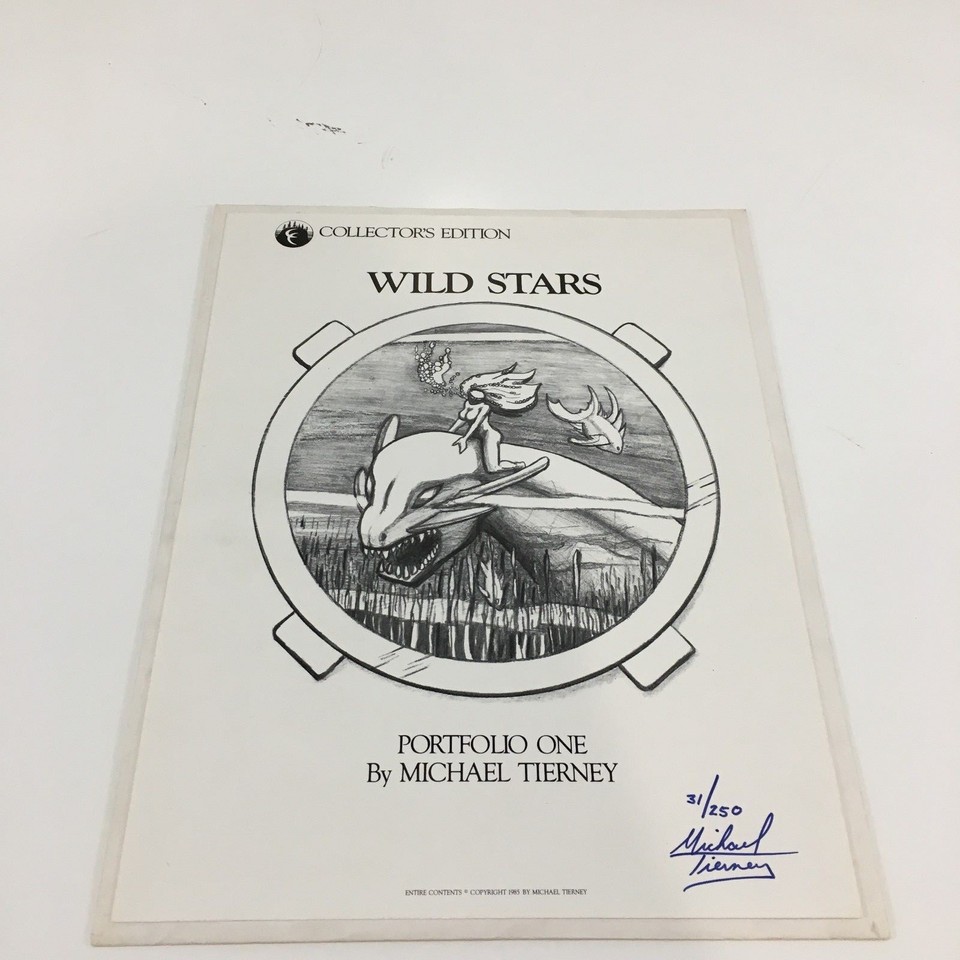 COLLECTOR'S EDITION
WILD STARS
PORTFOLIO ONE
By MICHAEL TIERNEY
31/250
Michael
Tierney
ENTIRE CONTENTS © COPYRIGHT 1985 BY MICHAEL TIERNEY